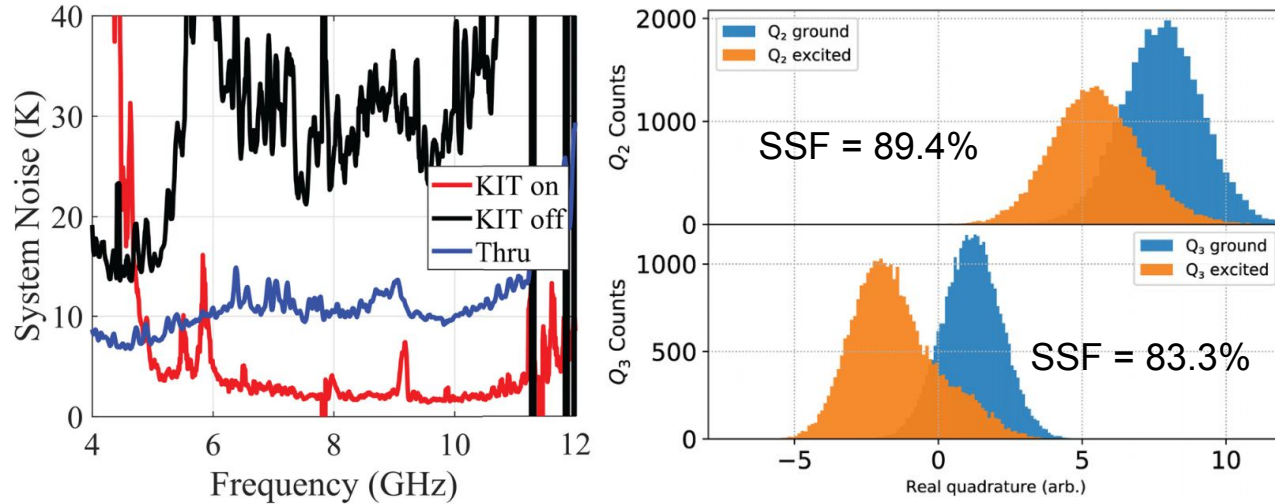 System Noise (K)
40
30
20
10
0
KIT on
KIT off
Thru
4
6
8
10
12
Frequency (GHz)
Q₂ Counts
2000
1000
0
Q₂ ground
Q₂ excited
SSF = 89.4%
Q₃ Counts
1000
500
0
Q₃ ground
Q₃ excited
SSF = 83.3%
−5
0
5
10
Real quadrature (arb.)